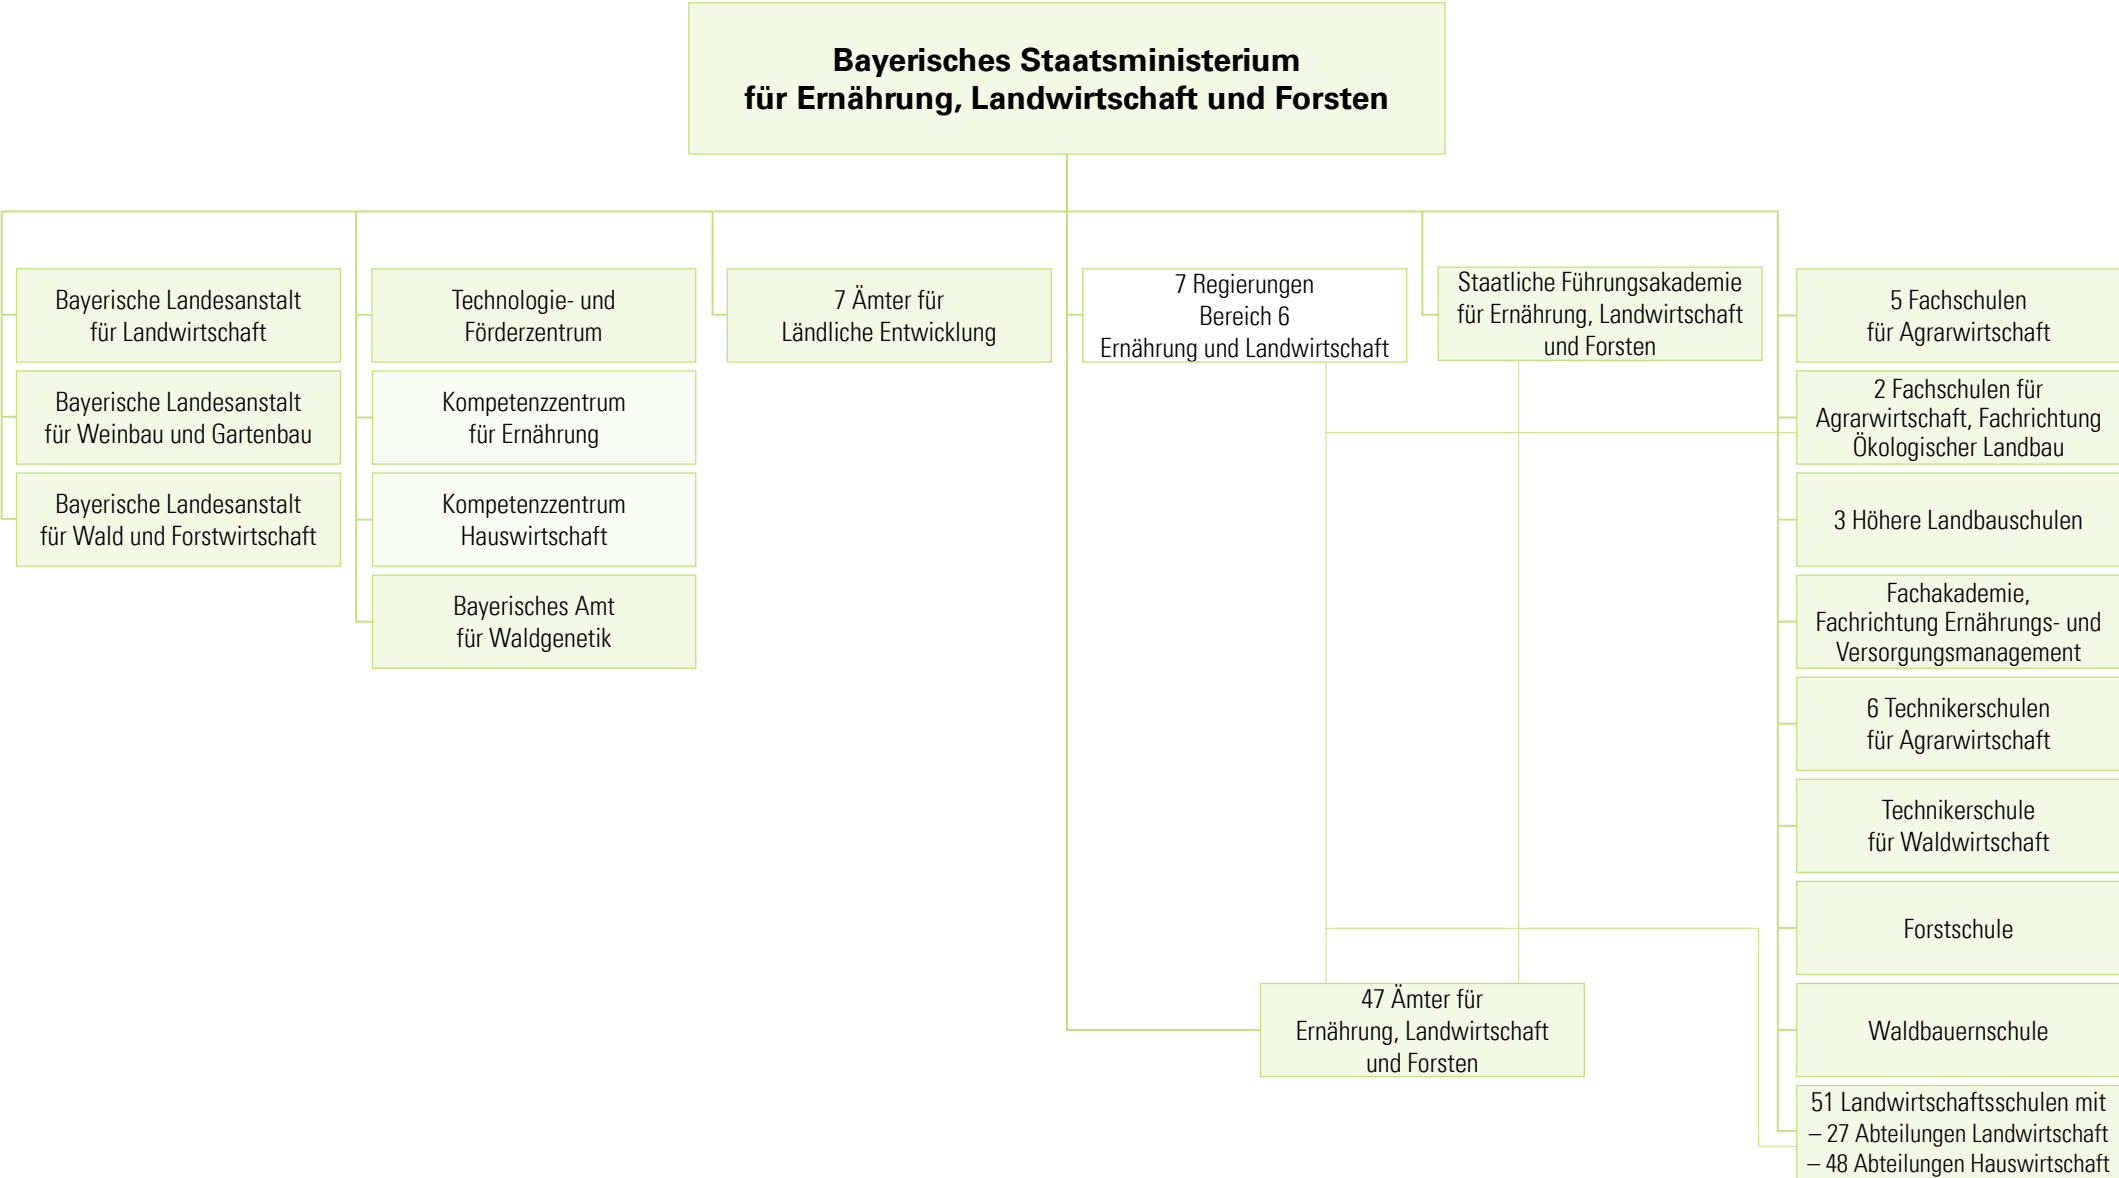 Bayerisches Staatsministerium
für Ernährung, Landwirtschaft und Forsten
Bayerische Landesanstalt
für Landwirtschaft
Bayerische Landesanstalt
für Weinbau und Gartenbau
Bayerische Landesanstalt
für Wald und Forstwirtschaft
Technologie- und
Förderzentrum
Kompetenzzentrum
für Ernährung
Kompetenzzentrum
Hauswirtschaft
Bayerisches Amt
für Waldgenetik
7 Ämter für
Ländliche Entwicklung
7 Regierungen
Bereich 6
Ernährung und Landwirtschaft
Staatliche Führungsakademie
für Ernährung, Landwirtschaft
und Forsten
47 Ämter für
Ernährung, Landwirtschaft
und Forsten
5 Fachschulen
für Agrarwirtschaft
2 Fachschulen für
Agrarwirtschaft, Fachrichtung
Ökologischer Landbau
3 Höhere Landbauschulen
Fachakademie,
Fachrichtung Ernährungs- und
Versorgungsmanagement
6 Technikerschulen
für Agrarwirtschaft
Technikerschule
für Waldwirtschaft
Forstschule
Waldbauernschule
51 Landwirtschaftsschulen mit
– 27 Abteilungen Landwirtschaft
– 48 Abteilungen Hauswirtschaft